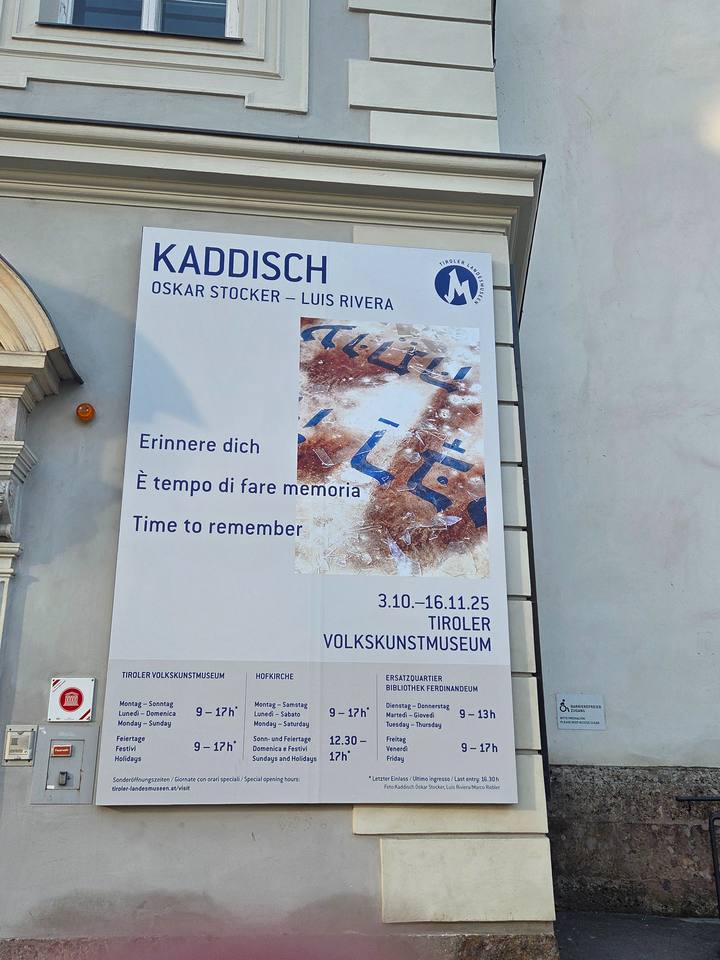 KADDISCH
OSKAR STOCKER – LUIS RIVERA
TIROLER LANDESMUSEEN
Erinnere dich
È tempo di fare memoria
Time to remember
3.10.–16.11.25
TIROLER
VOLKSKUNSTMUSEUM
TIROLER VOLKSKUNSTMUSEUM
Montag – Sonntag
Lunedì – Domenica
Monday – Sunday
9 – 17h*
Feiertage
Festivi
Holidays
9 – 17h*
HOFKIRCHE
Montag – Samstag
Lunedì – Sabato
Monday – Saturday
9 – 17h*
Sonn- und Feiertage
Domenica e Festivi
Sundays and Holidays
12.30 –
17h*
ERSATZQUARTIER
BIBLIOTHEK FERDINANDEUM
Dienstag – Donnerstag
Martedì – Giovedì
Tuesday – Thursday
9 – 13h
Freitag
Venerdì
Friday
9 – 17h
Sonderöffnungszeiten / Giornate con orari speciali / Special opening hours:
tiroler-landesmuseen.at/visit
* Letzter Einlass / Ultimo ingresso / Last entry: 16.30 h
Foto: Kaddisch Oskar Stocker, Luis Rivera/Marco Riebler
BARRIEREFREIER
ZUGANG